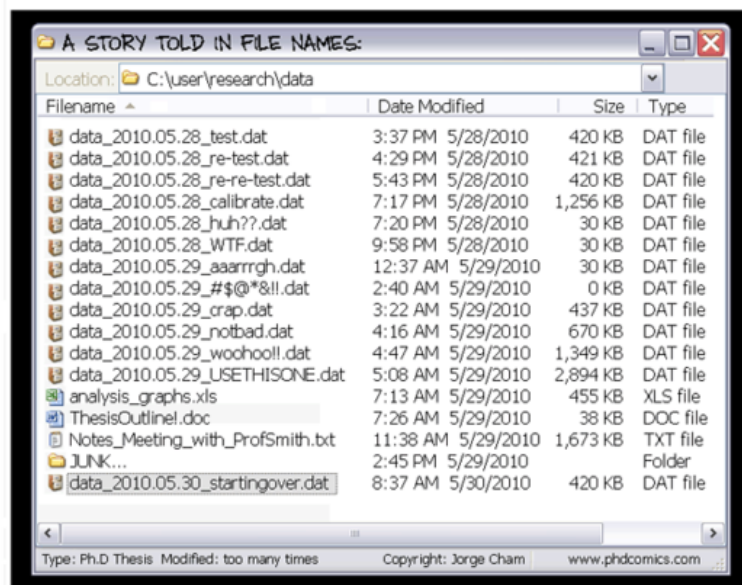 A STORY TOLD IN FILE NAMES:
Location: C:\user\research\data
Filename Date Modified Size Type
data_2010.05.28_test.dat 3:37 PM 5/28/2010 420 KB DAT file
data_2010.05.28_re-test.dat 4:29 PM 5/28/2010 421 KB DAT file
data_2010.05.28_re-re-test.dat 5:43 PM 5/28/2010 420 KB DAT file
data_2010.05.28_calibrate.dat 7:17 PM 5/28/2010 1,256 KB DAT file
data_2010.05.28_huh??.dat 7:20 PM 5/28/2010 30 KB DAT file
data_2010.05.28_WTF.dat 9:58 PM 5/28/2010 30 KB DAT file
data_2010.05.29_aaarrrgh.dat 12:37 AM 5/29/2010 30 KB DAT file
data_2010.05.29_#$@*&!!.dat 2:40 AM 5/29/2010 0 KB DAT file
data_2010.05.29_crap.dat 3:22 AM 5/29/2010 437 KB DAT file
data_2010.05.29_notbad.dat 4:16 AM 5/29/2010 670 KB DAT file
data_2010.05.29_woohoo!!.dat 4:47 AM 5/29/2010 1,349 KB DAT file
data_2010.05.29_USETHISONE.dat 5:08 AM 5/29/2010 2,894 KB DAT file
analysis_graphs.xls 7:13 AM 5/29/2010 455 KB XLS file
ThesisOutline!.doc 7:26 AM 5/29/2010 38 KB DOC file
Notes_Meeting_with_ProfSmith.txt 11:38 AM 5/29/2010 1,673 KB TXT file
JUNK... 2:45 PM 5/29/2010 Folder
data_2010.05.30_startingover.dat 8:37 AM 5/30/2010 420 KB DAT file
Type: Ph.D Thesis Modified: too many times Copyright: Jorge Cham www.phdcomics.com